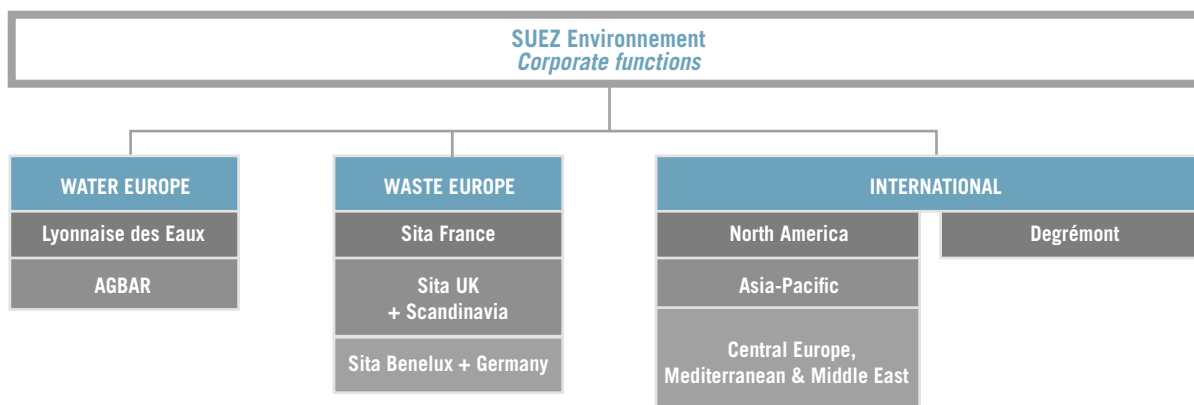 SUEZ Environnement
Corporate functions
WATER EUROPE
Lyonnaise des Eaux
AGBAR
WASTE EUROPE
Sita France
Sita UK
+ Scandinavia
Sita Benelux + Germany
INTERNATIONAL
North America
Asia-Pacific
Central Europe,
Mediterranean & Middle East
Degrémont